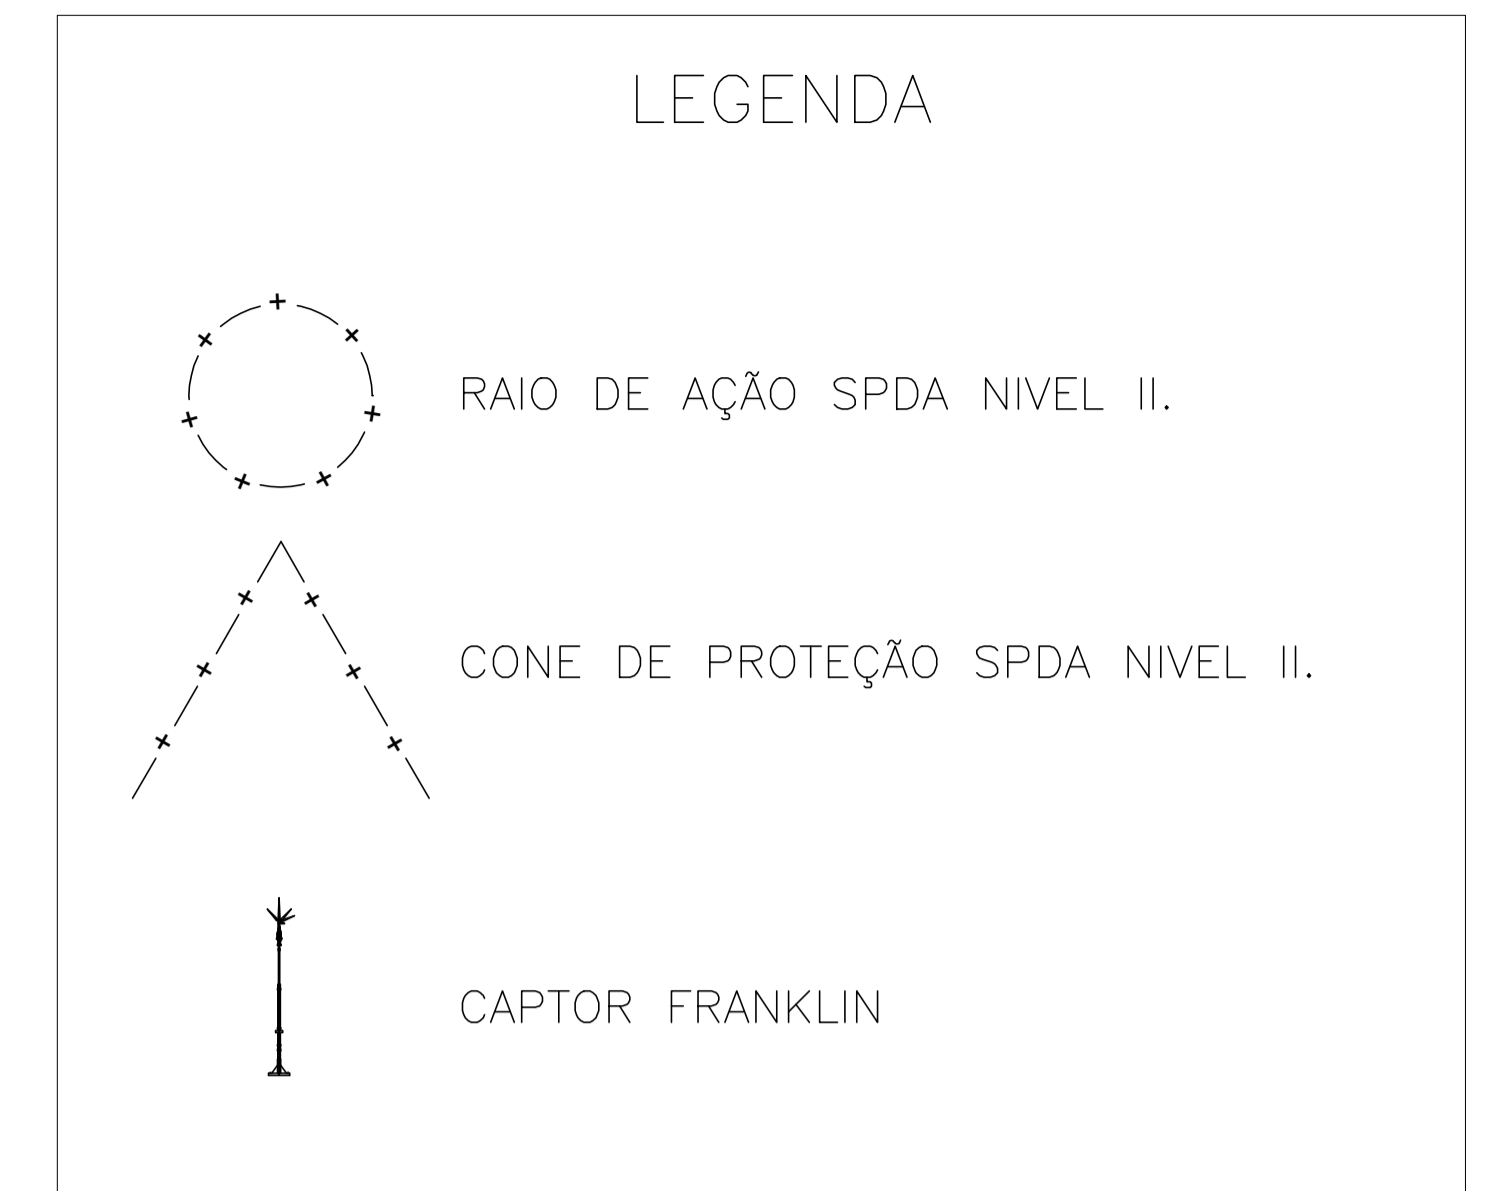 LEGENDA
RAIO DE AÇÃO SPDA NIVEL II.
CONE DE PROTEÇÃO SPDA NIVEL II.
CAPTOR FRANKLIN